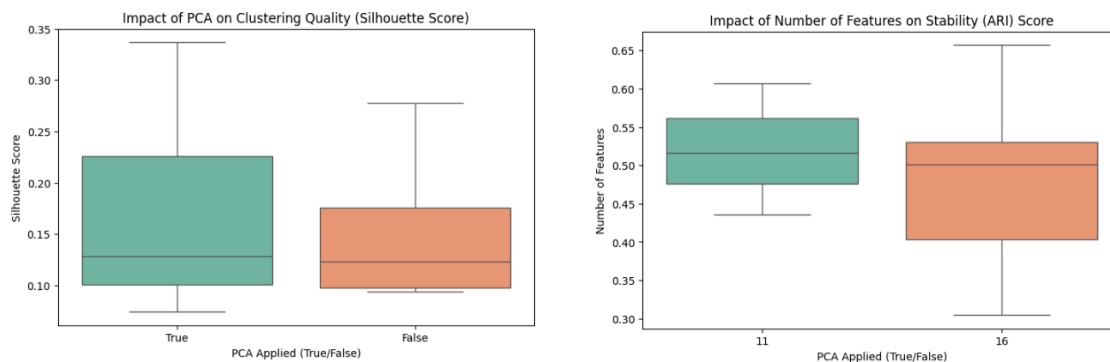 Impact of PCA on Clustering Quality (Silhouette Score)
0.35
0.30
0.25
0.20
0.15
0.10
Silhouette Score
True
False
PCA Applied (True/False)
Impact of Number of Features on Stability (ARI) Score
0.65
0.60
0.55
0.50
0.45
0.40
0.35
0.30
Number of Features
11
16
PCA Applied (True/False)